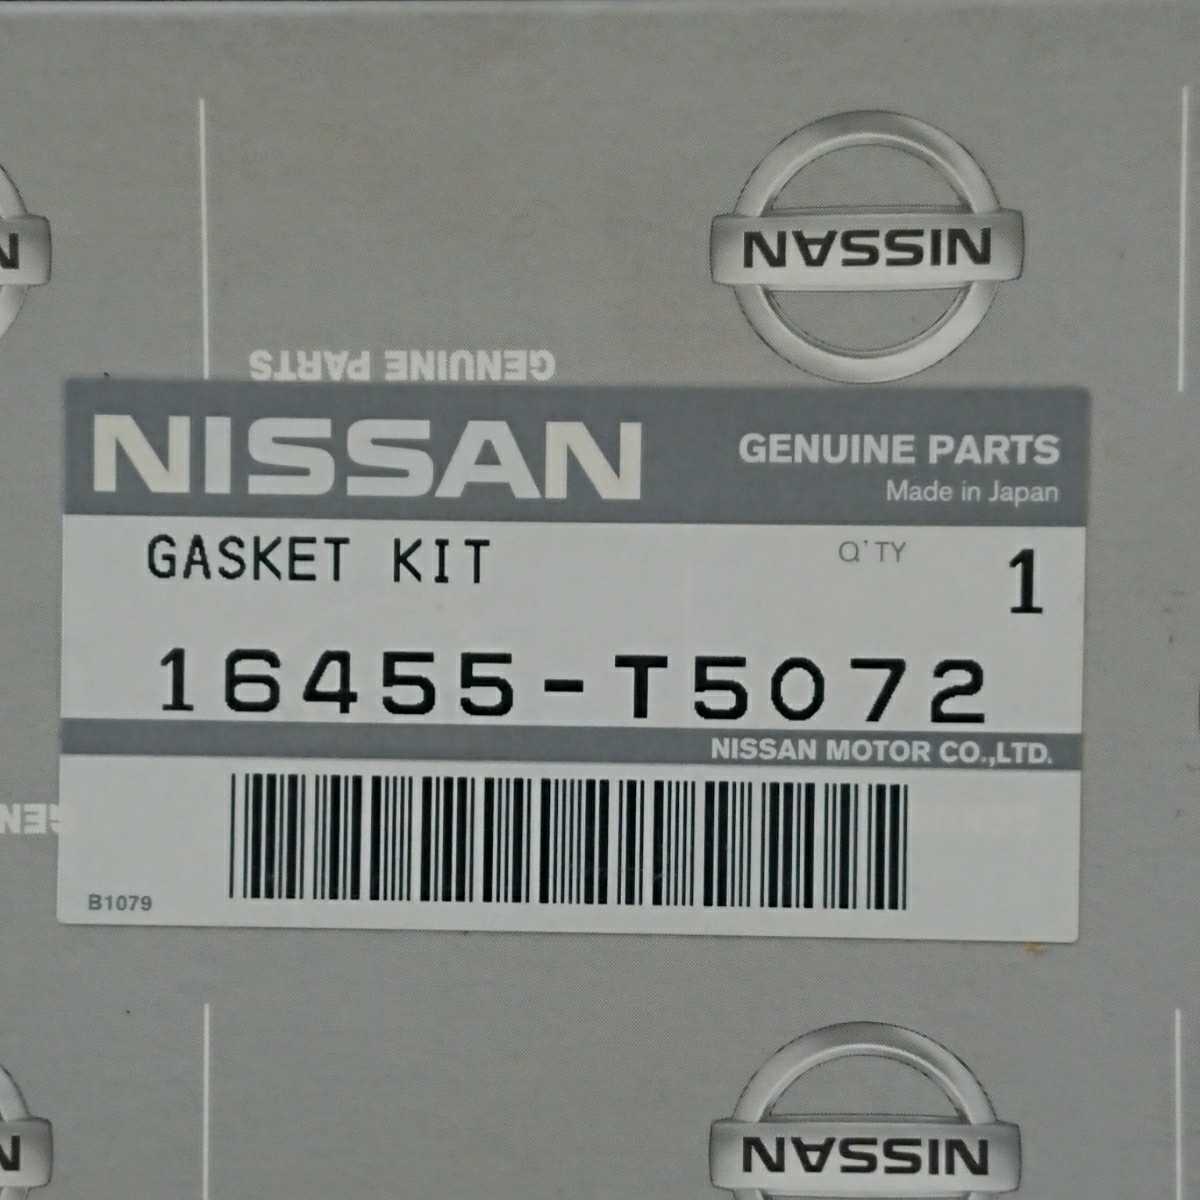 NISSAN
GENUINE PARTS
NISSAN
GENUINE PARTS
Made in Japan
GASKET KIT
Q'TY
1
16455-T5072
NISSAN MOTOR CO.,LTD.
B1079
NISSAN